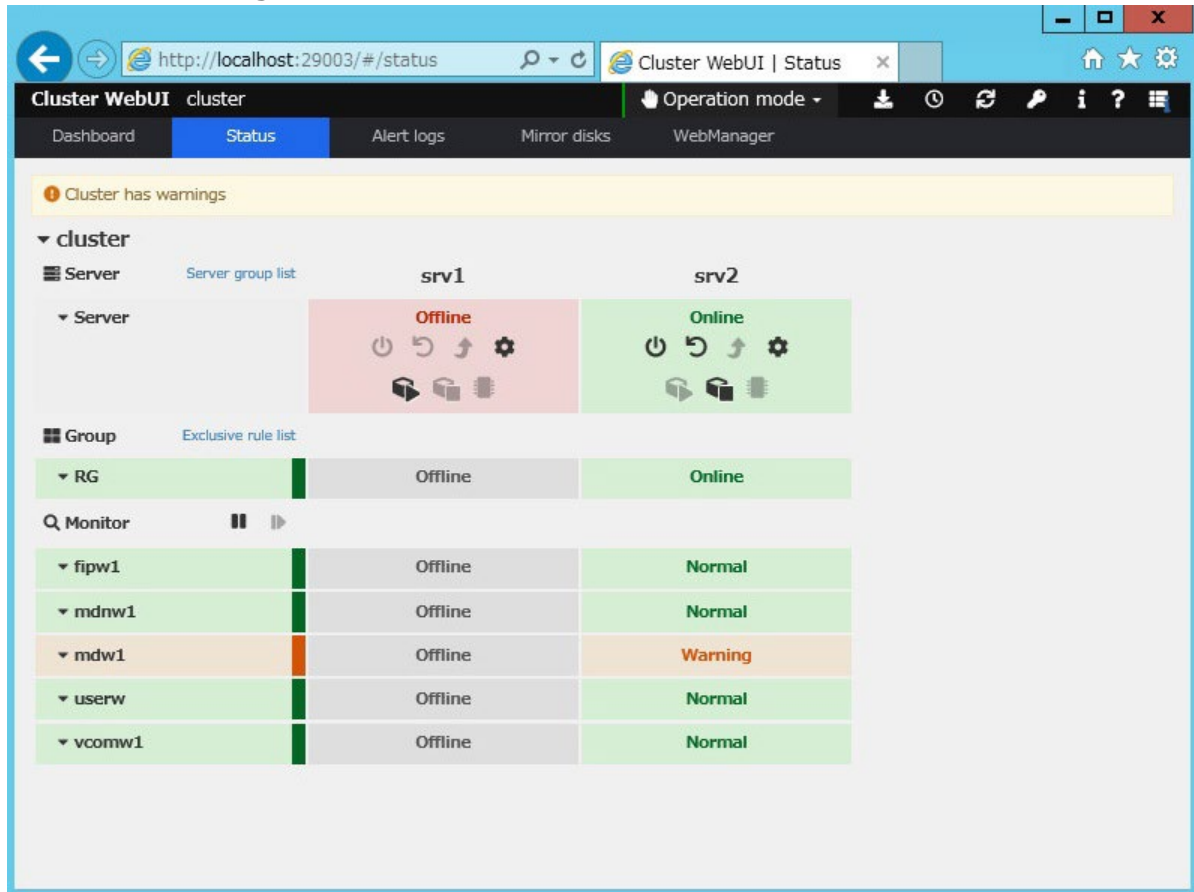 http://localhost:29003/#/status Cluster WebUI | Status
Cluster WebUI cluster Operation mode
Dashboard Status Alert logs Mirror disks WebManager
Cluster has warnings
cluster
Server Server group list srv1 srv2
Server Offline Online
Group Exclusive rule list
RG Offline Online
Monitor
fipw1 Offline Normal
mdnw1 Offline Normal
mdw1 Offline Warning
userw Offline Normal
vcomw1 Offline Normal